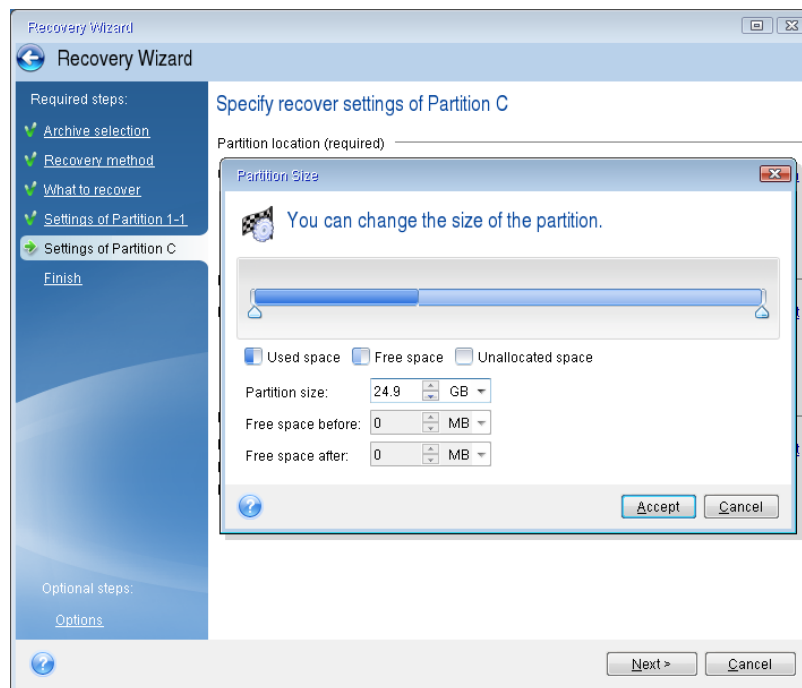 Recovery Wizard
Recovery Wizard
Required steps:
Archive selection
Recovery method
What to recover
Settings of Partition 1-1
Settings of Partition C
Finish
Optional steps:
Options
Specify recover settings of Partition C
Partition location (required)
Partition Size
You can change the size of the partition.
Used space Free space Unallocated space
Partition size: 24.9 GB
Free space before: 0 MB
Free space after: 0 MB
? Accept Cancel
? Next > Cancel